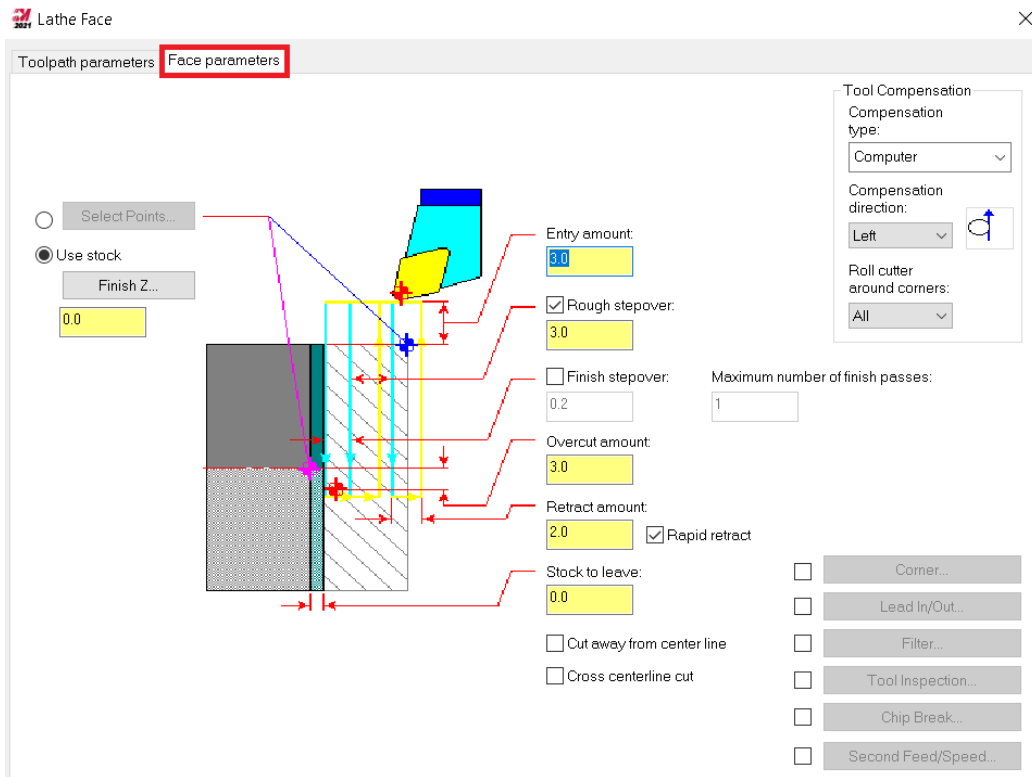 2021 Lathe Face
Toolpath parameters Face parameters
Select Points...
Use stock
Finish Z...
0.0
Entry amount:
3.0
Rough stepover:
3.0
Finish stepover:
0.2
Maximum number of finish passes:
1
Overcut amount:
3.0
Retract amount:
2.0
Rapid retract
Stock to leave:
0.0
Cut away from center line
Cross centerline cut
Tool Compensation
Compensation
type:
Computer
Compensation
direction:
Left
Roll cutter
around corners:
All
Corner...
Lead In/Out...
Filter...
Tool Inspection...
Chip Break...
Second Feed/Speed...